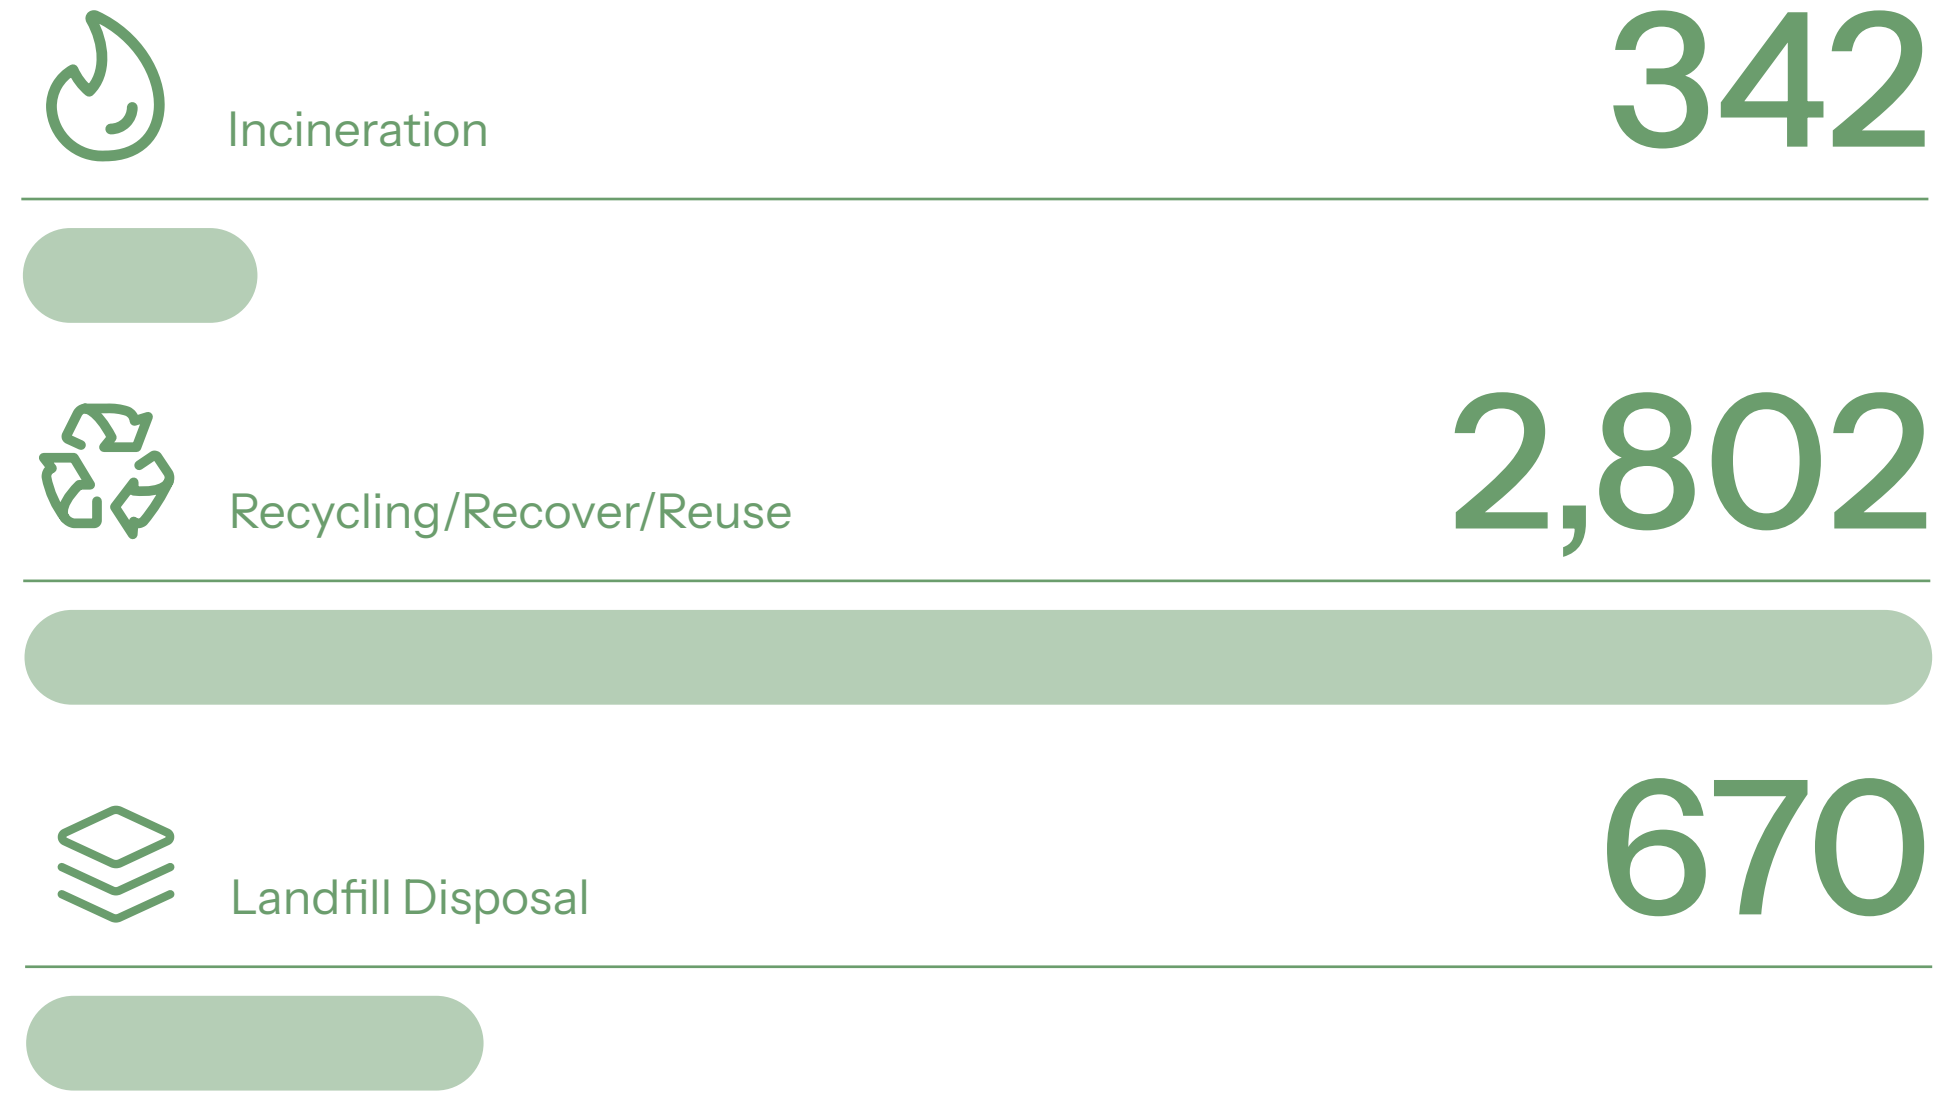 Incineration 342
Recycling/Recover/Reuse 2,802
Landfill Disposal 670